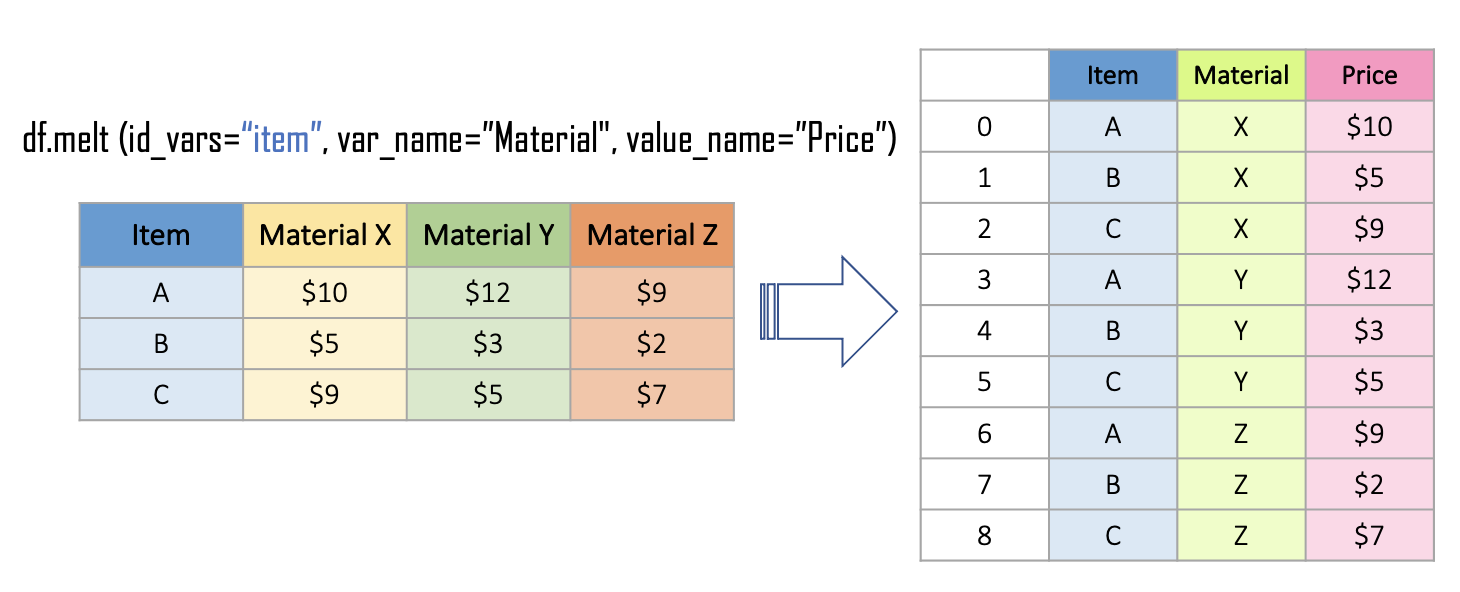 df.melt (id_vars=“item”, var_name=”Material", value_name=”Price”)
Item Material X Material Y Material Z
A $10 $12 $9
B $5 $3 $2
C $9 $5 $7
Item Material Price
0 A X $10
1 B X $5
2 C X $9
3 A Y $12
4 B Y $3
5 C Y $5
6 A Z $9
7 B Z $2
8 C Z $7